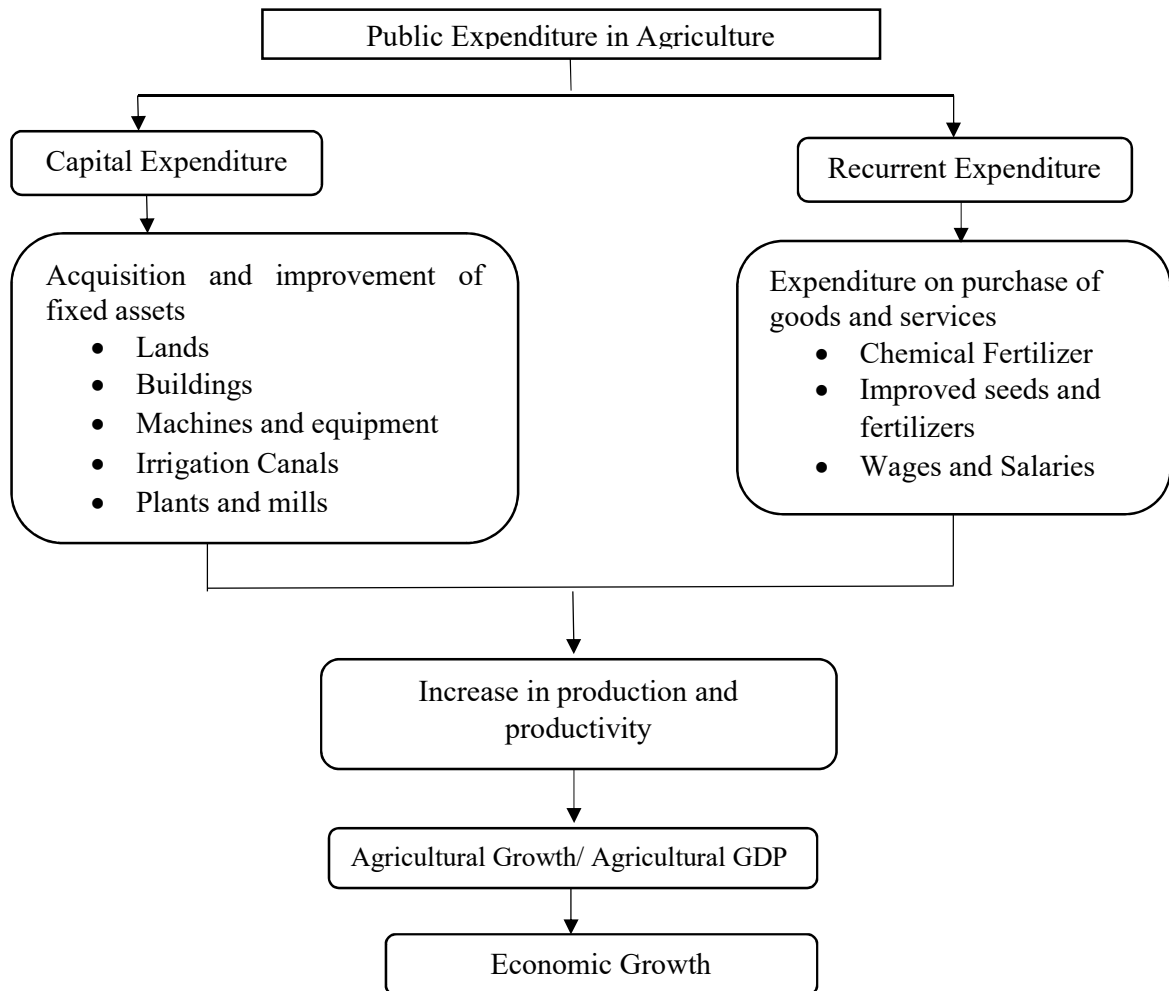 Public Expenditure in Agriculture
Capital Expenditure
Recurrent Expenditure
Acquisition and improvement of
fixed assets
• Lands
• Buildings
• Machines and equipment
• Irrigation Canals
• Plants and mills
Expenditure on purchase of
goods and services
• Chemical Fertilizer
• Improved seeds and
fertilizers
• Wages and Salaries
Increase in production and
productivity
Agricultural Growth/ Agricultural GDP
Economic Growth